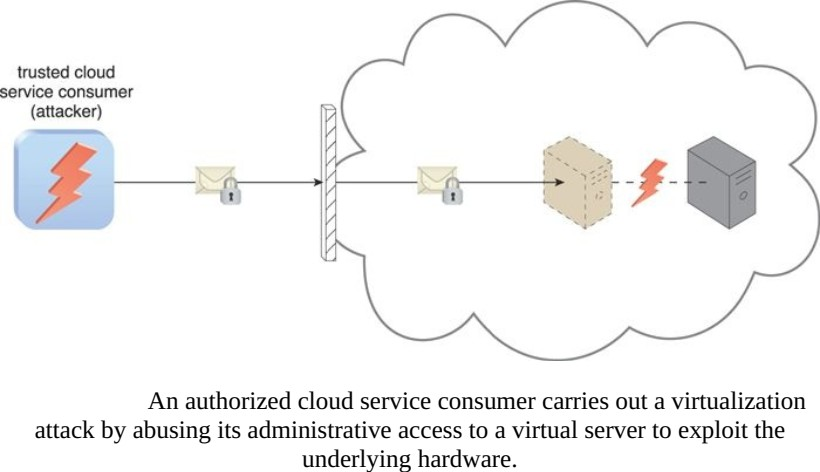 trusted cloud
service consumer
(attacker)
An authorized cloud service consumer carries out a virtualization
attack by abusing its administrative access to a virtual server to exploit the
underlying hardware.